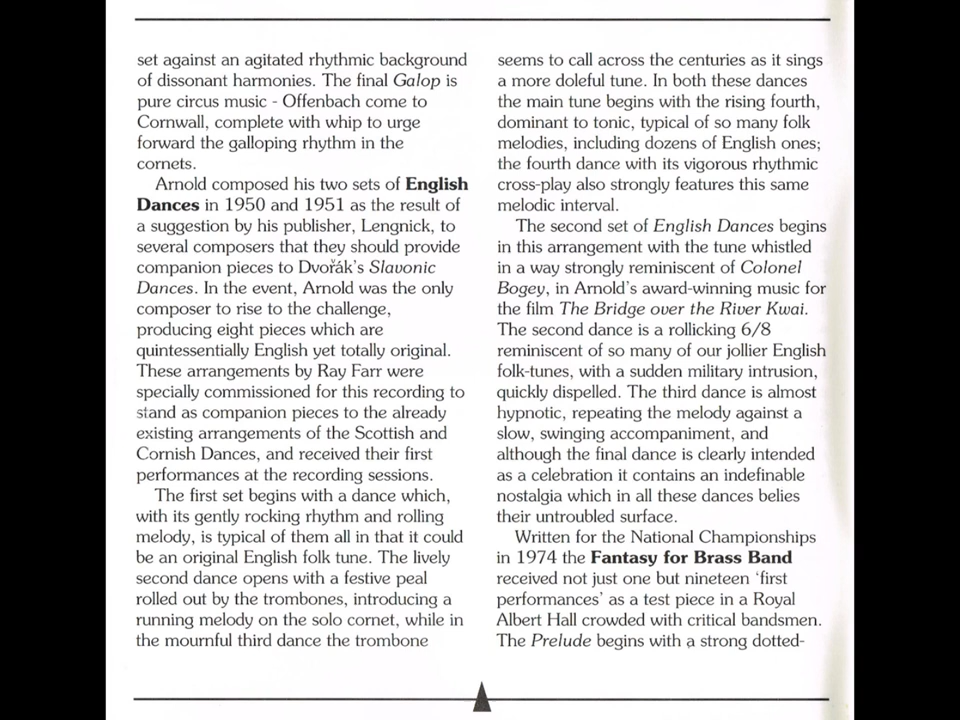 set against an agitated rhythmic background
of dissonant harmonies. The final Galop is
pure circus music - Offenbach come to
Cornwall, complete with whip to urge
forward the galloping rhythm in the
cornets.
Arnold composed his two sets of English
Dances in 1950 and 1951 as the result of
a suggestion by his publisher, Lengnick, to
several composers that they should provide
companion pieces to Dvořák's Slavonic
Dances. In the event, Arnold was the only
composer to rise to the challenge,
producing eight pieces which are
quintessentially English yet totally original.
These arrangements by Ray Farr were
specially commissioned for this recording to
stand as companion pieces to the already
existing arrangements of the Scottish and
Cornish Dances, and received their first
performances at the recording sessions.
The first set begins with a dance which,
with its gently rocking rhythm and rolling
melody, is typical of them all in that it could
be an original English folk tune. The lively
second dance opens with a festive peal
rolled out by the trombones, introducing a
running melody on the solo cornet, while in
the mournful third dance the trombone
seems to call across the centuries as it sings
a more doleful tune. In both these dances
the main tune begins with the rising fourth,
dominant to tonic, typical of so many folk
melodies, including dozens of English ones;
the fourth dance with its vigorous rhythmic
cross-play also strongly features this same
melodic interval.
The second set of English Dances begins
in this arrangement with the tune whistled
in a way strongly reminiscent of Colonel
Bogey, in Arnold's award-winning music for
the film The Bridge over the River Kwai.
The second dance is a rollicking 6/8
reminiscent of so many of our jollier English
folk-tunes, with a sudden military intrusion,
quickly dispelled. The third dance is almost
hypnotic, repeating the melody against a
slow, swinging accompaniment, and
although the final dance is clearly intended
as a celebration it contains an indefinable
nostalgia which in all these dances belies
their untroubled surface.
Written for the National Championships
in 1974 the Fantasy for Brass Band
received not just one but nineteen 'first
performances' as a test piece in a Royal
Albert Hall crowded with critical bandsmen.
The Prelude begins with a strong dotted-